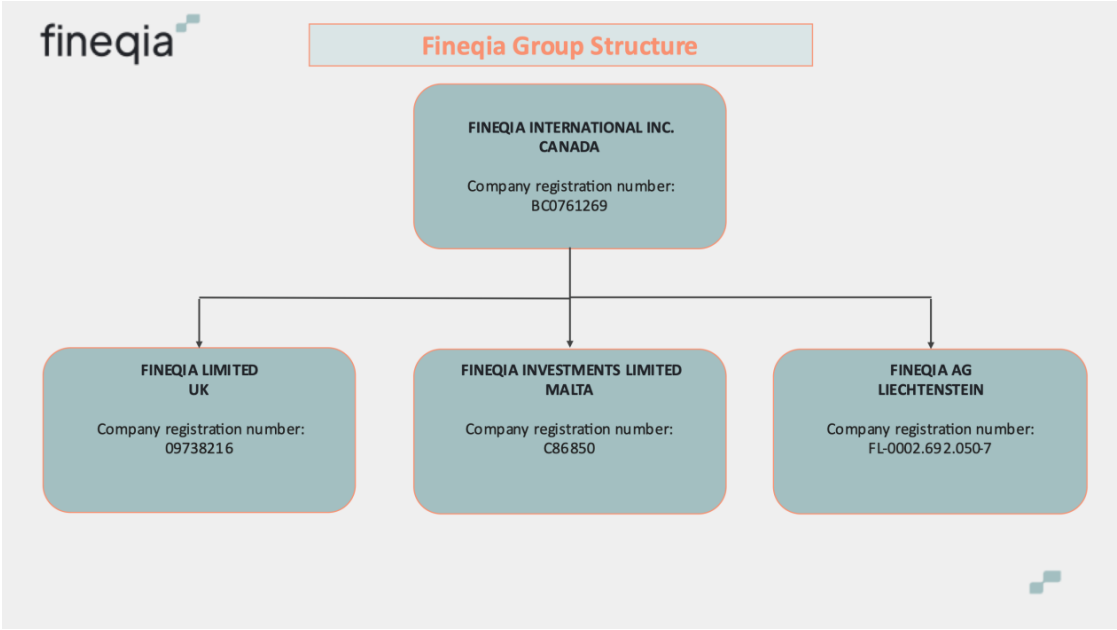 fineqia
Fineqia Group Structure
FINEQIA INTERNATIONAL INC.
CANADA
Company registration number:
BC0761269
FINEQIA LIMITED
UK
Company registration number:
09738216
FINEQIA INVESTMENTS LIMITED
MALTA
Company registration number:
C86850
FINEQIA AG
LIECHTENSTEIN
Company registration number:
FL-0002.692.050-7